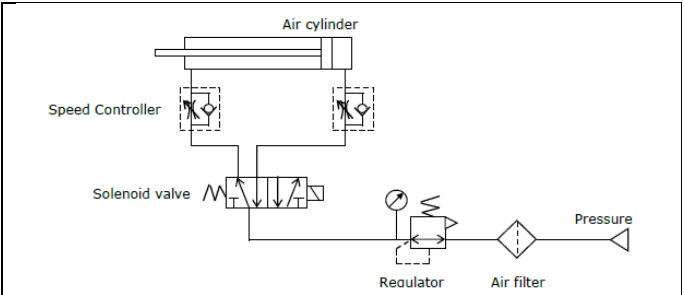 Air cylinder
Speed Controller
Solenoid valve
Pressure
Regulator
Air filter